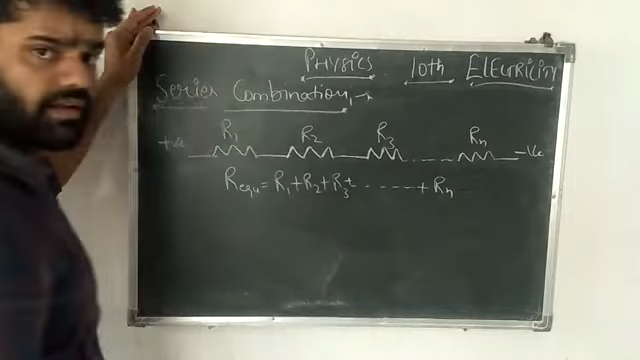 PHYSICS 10th ELECTRICITY
Series Combination,→
+ve R1 R2 R3 ----- Rn -Ve
Requ = R1+R2+R3+ ------+ Rn